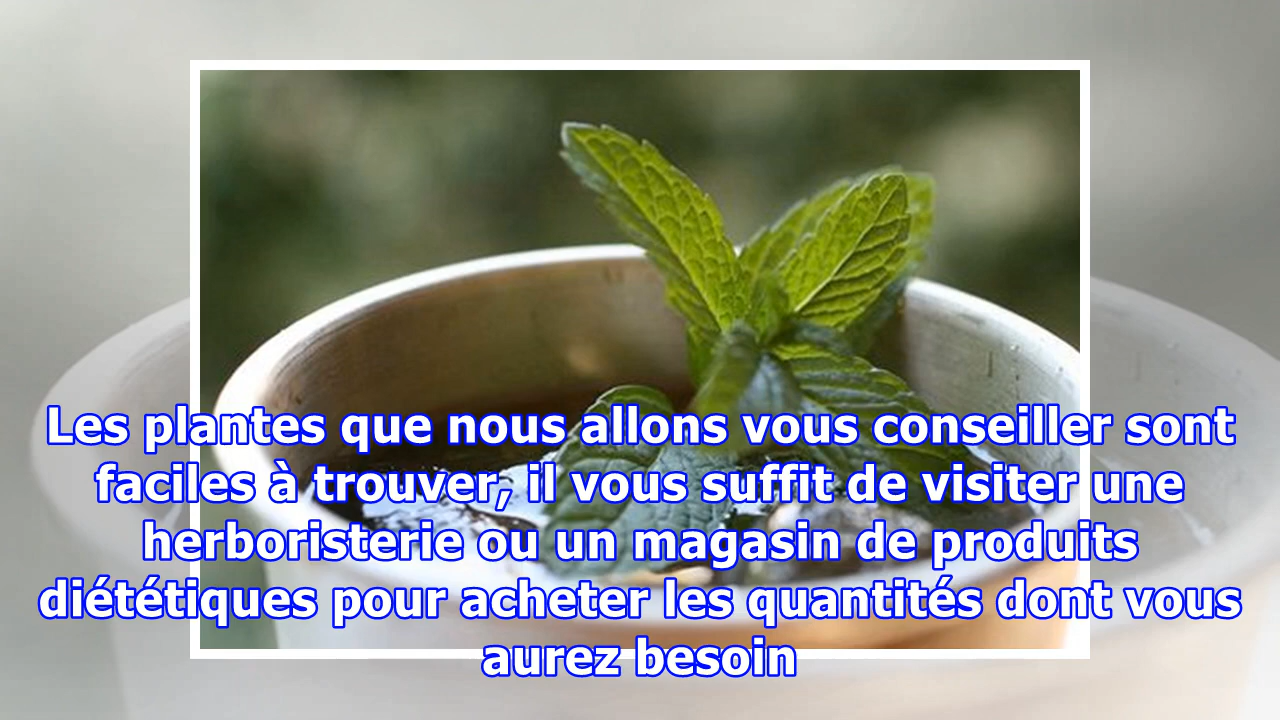 Les plantes que nous allons vous conseiller sont
faciles à trouver, il vous suffit de visiter une
herboristerie ou un magasin de produits
diététiques pour acheter les quantités dont vous
aurez besoin